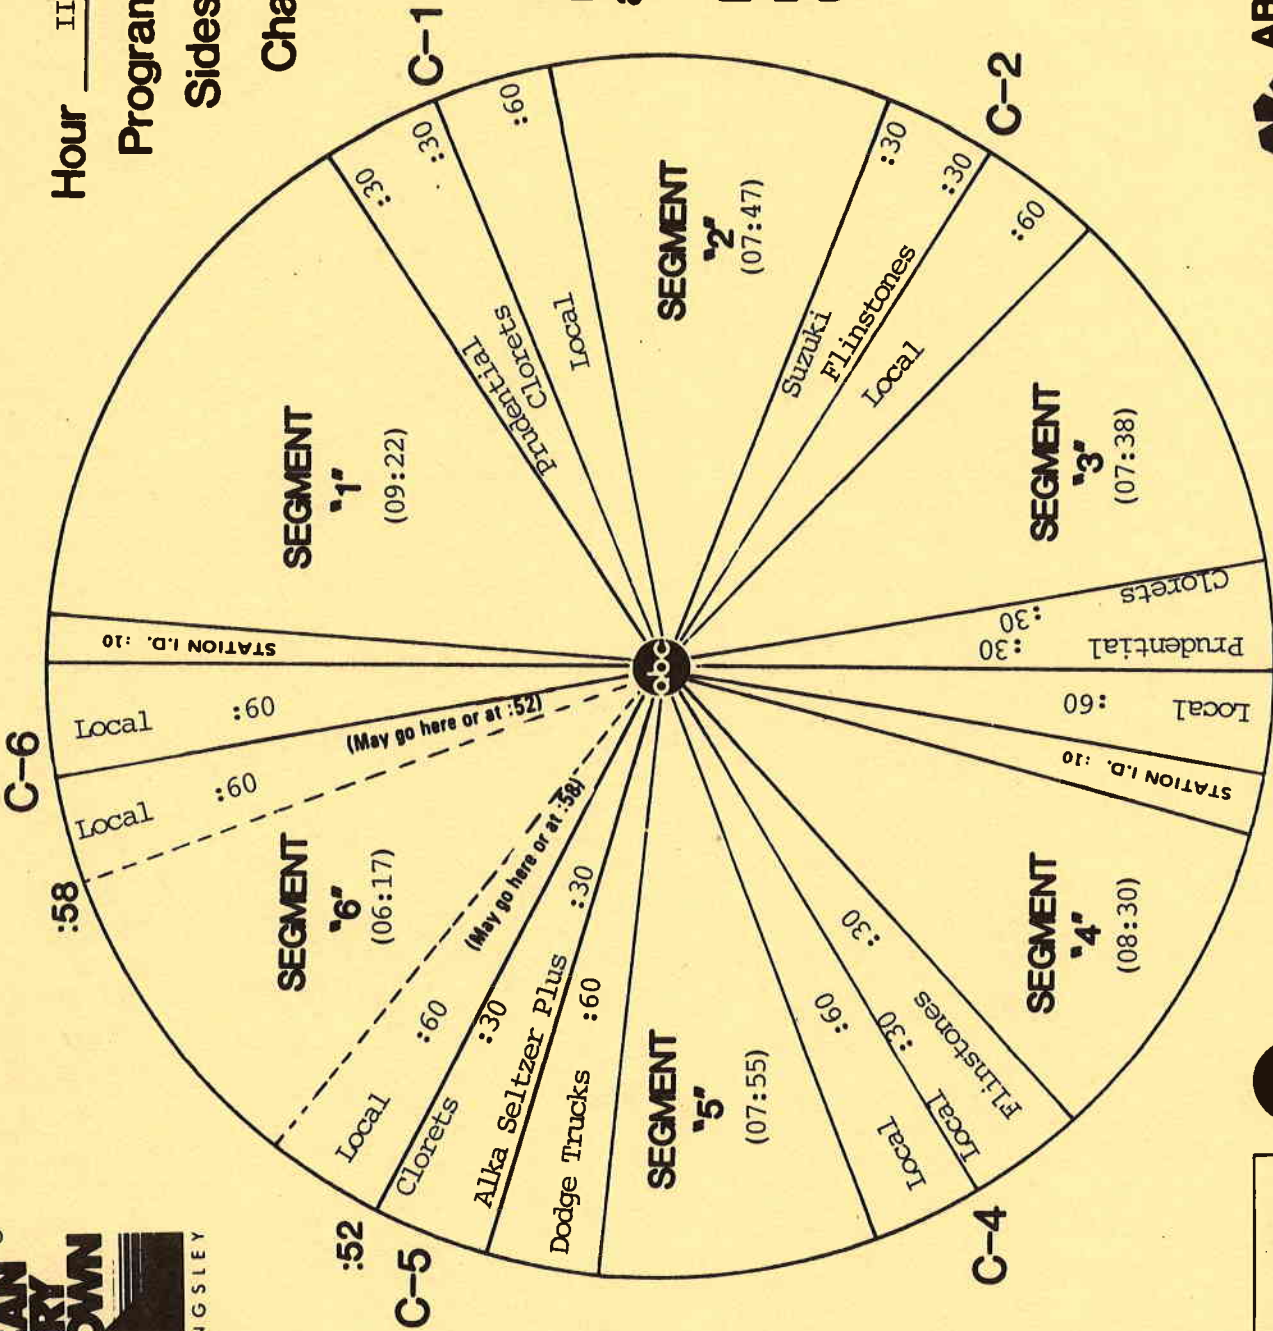 Hour II
C-1
C-6
SEGMENT
"1"
(09:22)
Prudential :30
Clorets :30
Local :60
SEGMENT
"2"
(07:47)
Suzuki :30
Flinstones :30
C-2
Local :60
SEGMENT
"3"
(07:38)
Clorets :30
Prudential :30
Local :60
STATION I.D. :10
SEGMENT
"4"
(08:30)
Flinstones :30
Local :30
C-4
Local :60
SEGMENT
"5"
(07:55)
Dodge Trucks :60
Alka Seltzer Plus :30
Clorets :30
C-5
:52
Local :60
(May go here or at :58)
SEGMENT
"6"
(06:17)
:58
(May go here or at :52)
Local :60
Local :60
STATION I.D. :10
abc